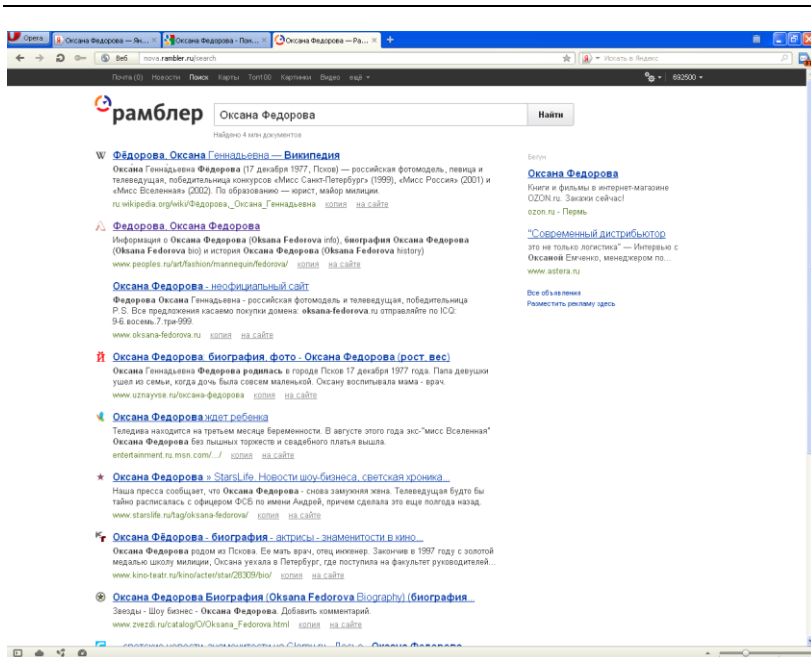 Opera
Оксана Федорова — Ян...
Оксана Федорова - Пои...
Оксана Федорова — Ра...
Веб
nova.rambler.ru/search
Искать в Яндекс
Почта (0) Новости Поиск Карты Топ100 Картинки Видео ещё
692500
рамблер
Оксана Федорова
Найти
Найдено 4 млн документов
Фёдорова, Оксана Геннадьевна — Википедия
Оксана Геннадьевна Фёдорова (17 декабря 1977, Псков) — российская фотомодель, певица и
телеведущая, победительница конкурсов «Мисс Санкт-Петербург» (1999), «Мисс Россия» (2001) и
«Мисс Вселенная» (2002). По образованию — юрист, майор милиции.
ru.wikipedia.org/wiki/Фёдорова,_Оксана_Геннадьевна копия на сайте
Федорова, Оксана Федорова
Информация о Оксана Федорова (Oksana Fedorova info), биография Оксана Федорова
(Oksana Fedorova bio) и история Оксана Федорова (Oksana Fedorova history)
www.peoples.ru/art/fashion/mannequin/fedorova/ копия на сайте
Оксана Федорова - неофициальный сайт
Федорова Оксана Геннадьевна - российская фотомодель и телеведущая, победительница
P.S. Все предложения касаемо покупки домена: oksana-fedorova.ru отправляйте по ICQ:
9-6.восемь.7.три-999.
www.oksana-fedorova.ru копия на сайте
Оксана Федорова: биография, фото - Оксана Федорова (рост, вес)
Оксана Геннадьевна Федорова родилась в городе Псков 17 декабря 1977 года. Папа девушки
ушел из семьи, когда дочь была совсем маленькой. Оксану воспитывала мама - врач.
www.uznayvse.ru/оксана-федорова копия на сайте
Оксана Федорова ждет ребенка
Теледива находится на третьем месяце беременности. В августе этого года экс-"мисс Вселенная"
Оксана Федорова без пышных торжеств и свадебного платья вышла.
entertainment.ru.msn.com/.../ копия на сайте
Оксана Федорова » StarsLife. Новости шоу-бизнеса, светская хроника...
Наша пресса сообщает, что Оксана Федорова - снова замужняя жена. Телеведущая будто бы
тайно расписалась с офицером ФСБ по имени Андрей, причем сделала это еще полгода назад.
www.starslife.ru/tag/oksana-fedorova/ копия на сайте
Оксана Фёдорова - биография - актрисы - знаменитости в кино...
Оксана Федорова родом из Пскова. Ее мать врач, отец инженер. Закончив в 1997 году с золотой
медалью школу милиции, Оксана уехала в Петербург, где поступила на факультет руководителей...
www.kino-teatr.ru/kino/acter/star/28309/bio/ копия на сайте
Оксана Федорова Биография (Oksana Fedorova Biography) (биография...
Звезды - Шоу бизнес - Оксана Федорова. Добавить комментарий.
www.zvezdi.ru/catalog/O/Oksana_Fedorova.html копия на сайте
Бегун
Оксана Федорова
Книги и фильмы в интернет-магазине
OZON.ru. Закажи сейчас!
ozon.ru - Пермь
"Современный дистрибьютор
это не только логистика" — Интервью с
Оксаной Емченко, менеджером по...
www.astera.ru
Все объявления
Разместить рекламу здесь